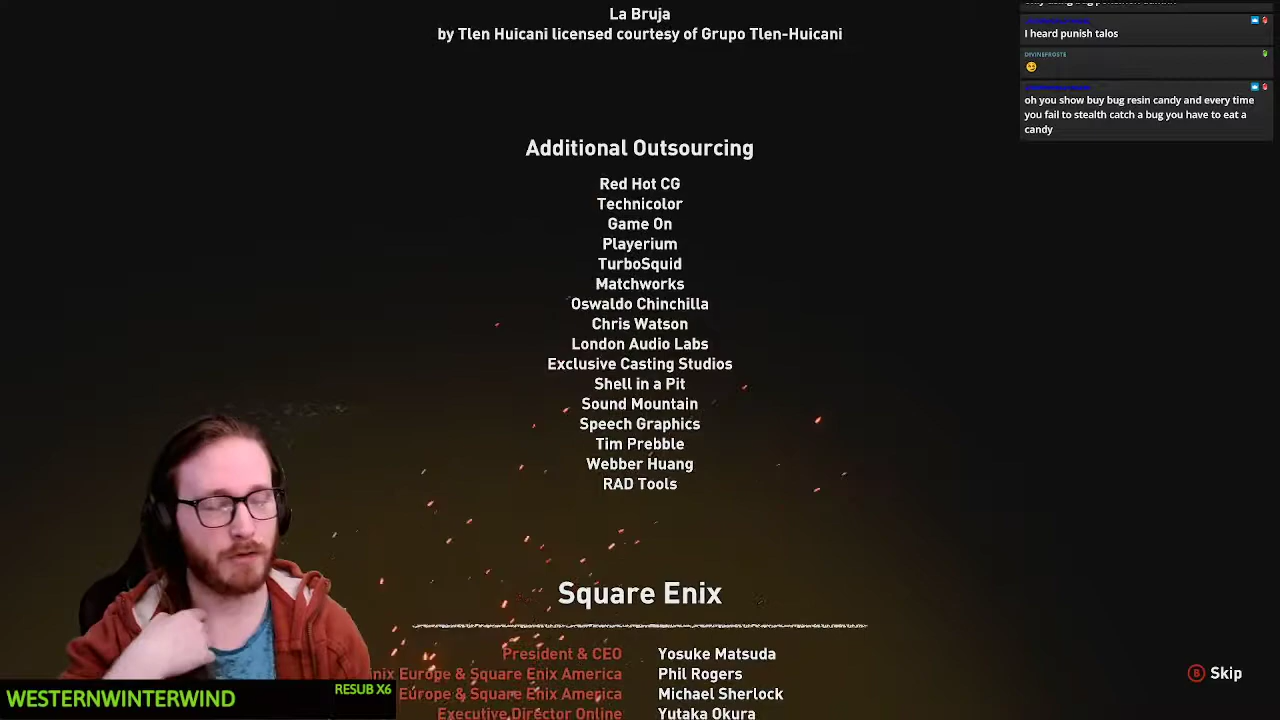 La Bruja
by Tlen Huicani licensed courtesy of Grupo Tlen-Huicani
Additional Outsourcing
Red Hot CG
Technicolor
Game On
Playerium
TurboSquid
Matchworks
Oswaldo Chinchilla
Chris Watson
London Audio Labs
Exclusive Casting Studios
Shell in a Pit
Sound Mountain
Speech Graphics
Tim Prebble
Webber Huang
RAD Tools
Square Enix
President & CEO Yosuke Matsuda
Europe & Square Enix America Phil Rogers
Europe & Square Enix America Michael Sherlock
Executive Director Online Yutaka Okura
I heard punish talos
DIVINEFROSTE
oh you show buy bug resin candy and every time
you fail to stealth catch a bug you have to eat a
candy
Skip
WESTERNWINTERWIND
RESUB X6